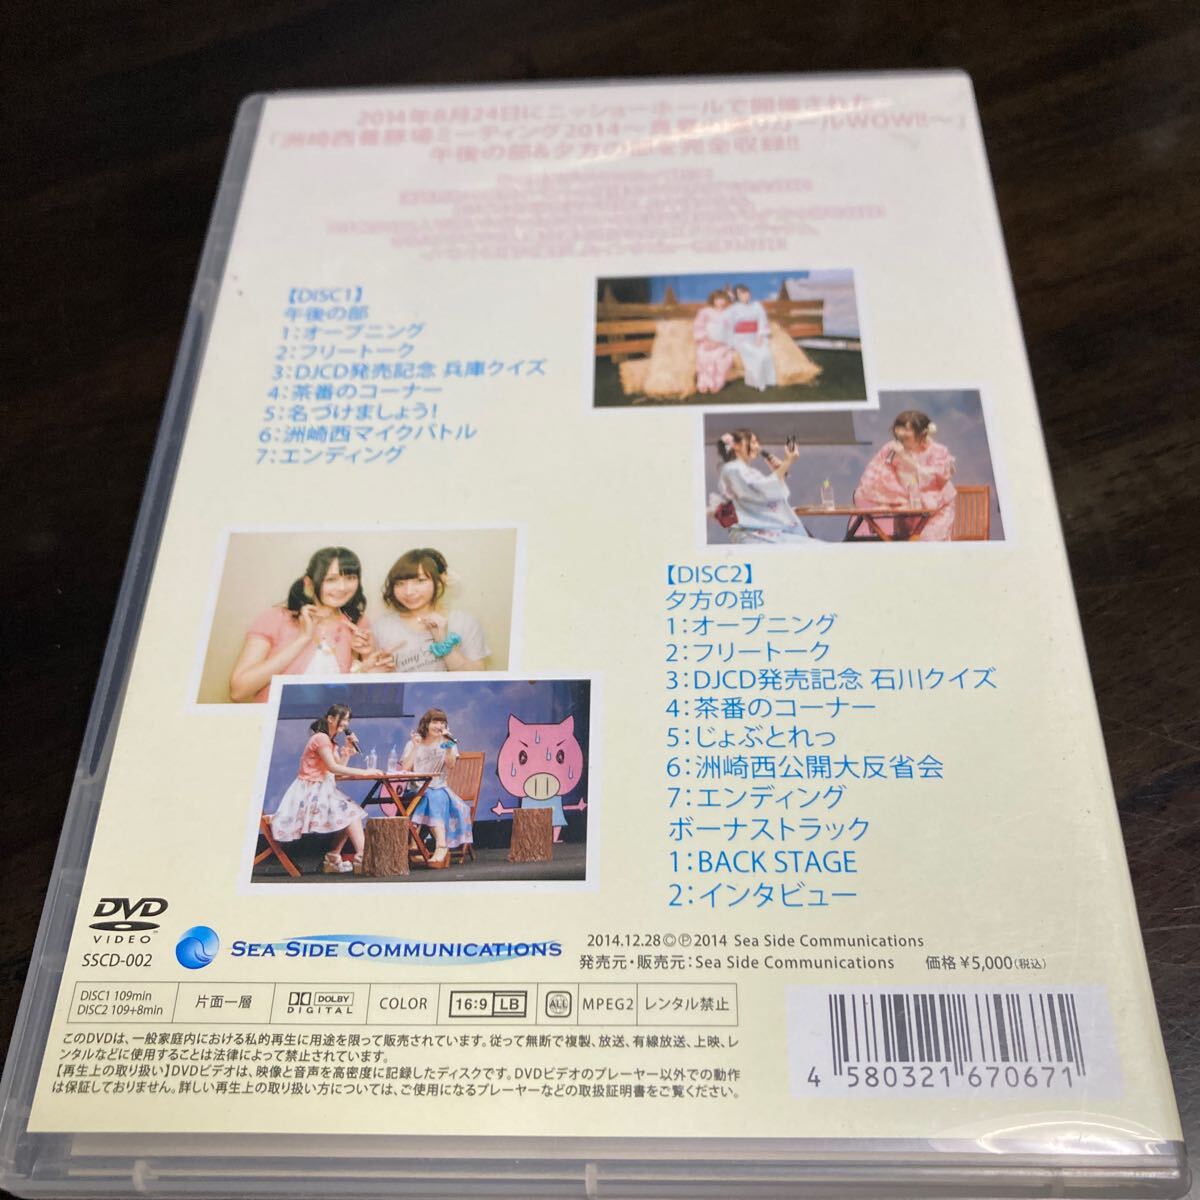 2014年8月24日にニッショーホールで開催された
午後の部&夕方の部を完全収録!!
【DISC1】
午後の部
1:オープニング
2:フリートーク
3:DJCD発売記念 兵庫クイズ
4:茶番のコーナー
5:名づけましょう!
6:洲崎西マイクバトル
7:エンディング
【DISC2】
夕方の部
1:オープニング
2:フリートーク
3:DJCD発売記念 石川クイズ
4:茶番のコーナー
5:じょぶとれっ
6:洲崎西公開大反省会
7:エンディング
ボーナストラック
1:BACK STAGE
2:インタビュー
DVD
VIDEO
SSCD-002
SEA SIDE COMMUNICATIONS
2014.12.28©℗2014 Sea Side Communications
発売元・販売元:Sea Side Communications 価格¥5,000(税込)
DISC1 109min
DISC2 109+8min
片面一層
DOLBY DIGITAL
COLOR
16:9 LB
ALL
MPEG2
レンタル禁止
このDVDは、一般家庭内における私的再生に用途を限って販売されています。従って無断で複製、放送、有線放送、上映、レ
ンタルなどに使用することは法律によって禁止されています。
【再生上の取り扱い】DVDビデオは、映像と音声を高密度に記録したディスクです。DVDビデオのプレーヤー以外での動作
は保証しておりません。詳しい再生上の取り扱い方については、ご使用になるプレーヤーなどの取扱証明書をご覧ください。
4 580321 670671